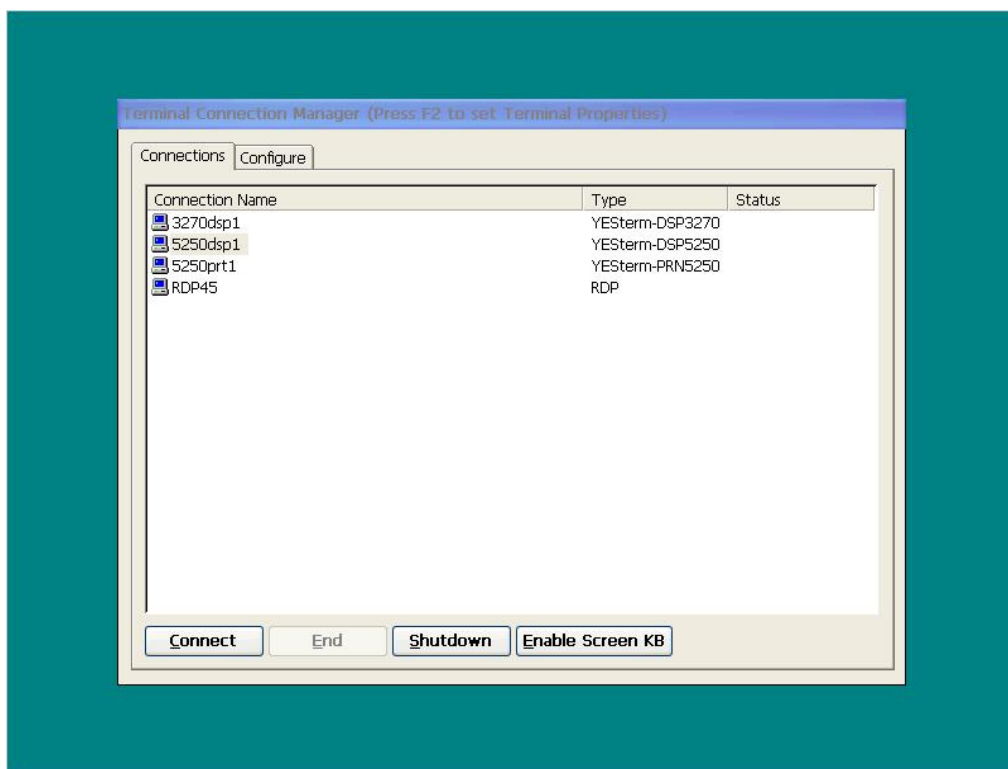 Terminal Connection Manager (Press F2 to set Terminal Properties)
Connections Configure
Connection Name Type Status
3270dsp1 YESterm-DSP3270
5250dsp1 YESterm-DSP5250
5250prt1 YESterm-PRN5250
RDP45 RDP
Connect End Shutdown Enable Screen KB